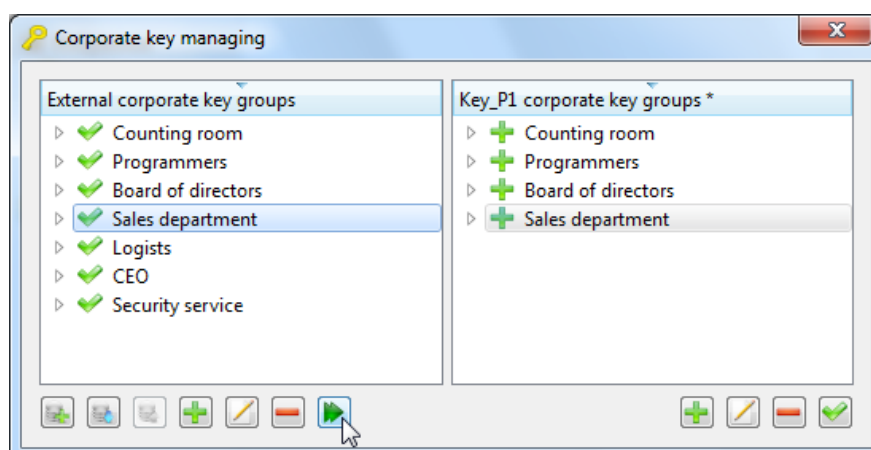 Corporate key managing
External corporate key groups
Counting room
Programmers
Board of directors
Sales department
Logists
CEO
Security service
Key_P1 corporate key groups *
Counting room
Programmers
Board of directors
Sales department